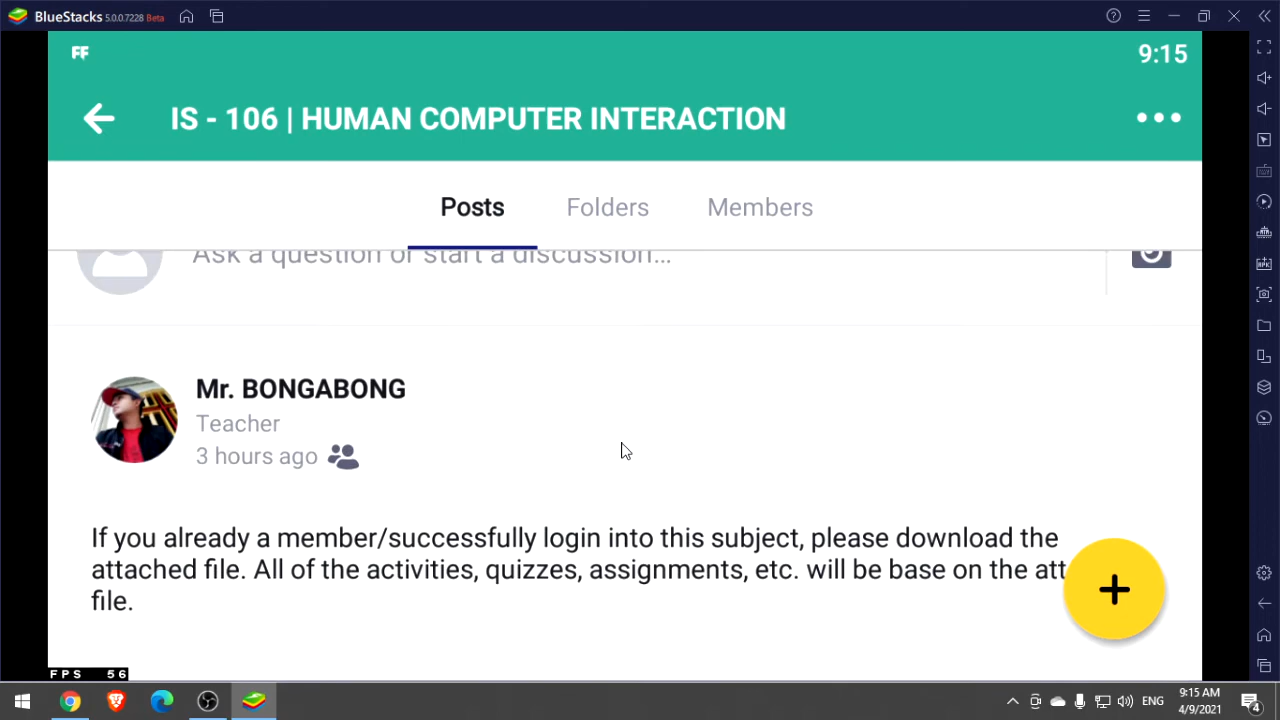 BlueStacks 5.0.0.7228 Beta
FF
9:15
IS - 106 | HUMAN COMPUTER INTERACTION
Posts Folders Members
Ask a question or start a discussion...
Mr. BONGABONG
Teacher
3 hours ago
If you already a member/successfully login into this subject, please download the
attached file. All of the activities, quizzes, assignments, etc. will be base on the att
file.
FPS 56
ENG
9:15 AM
4/9/2021
4